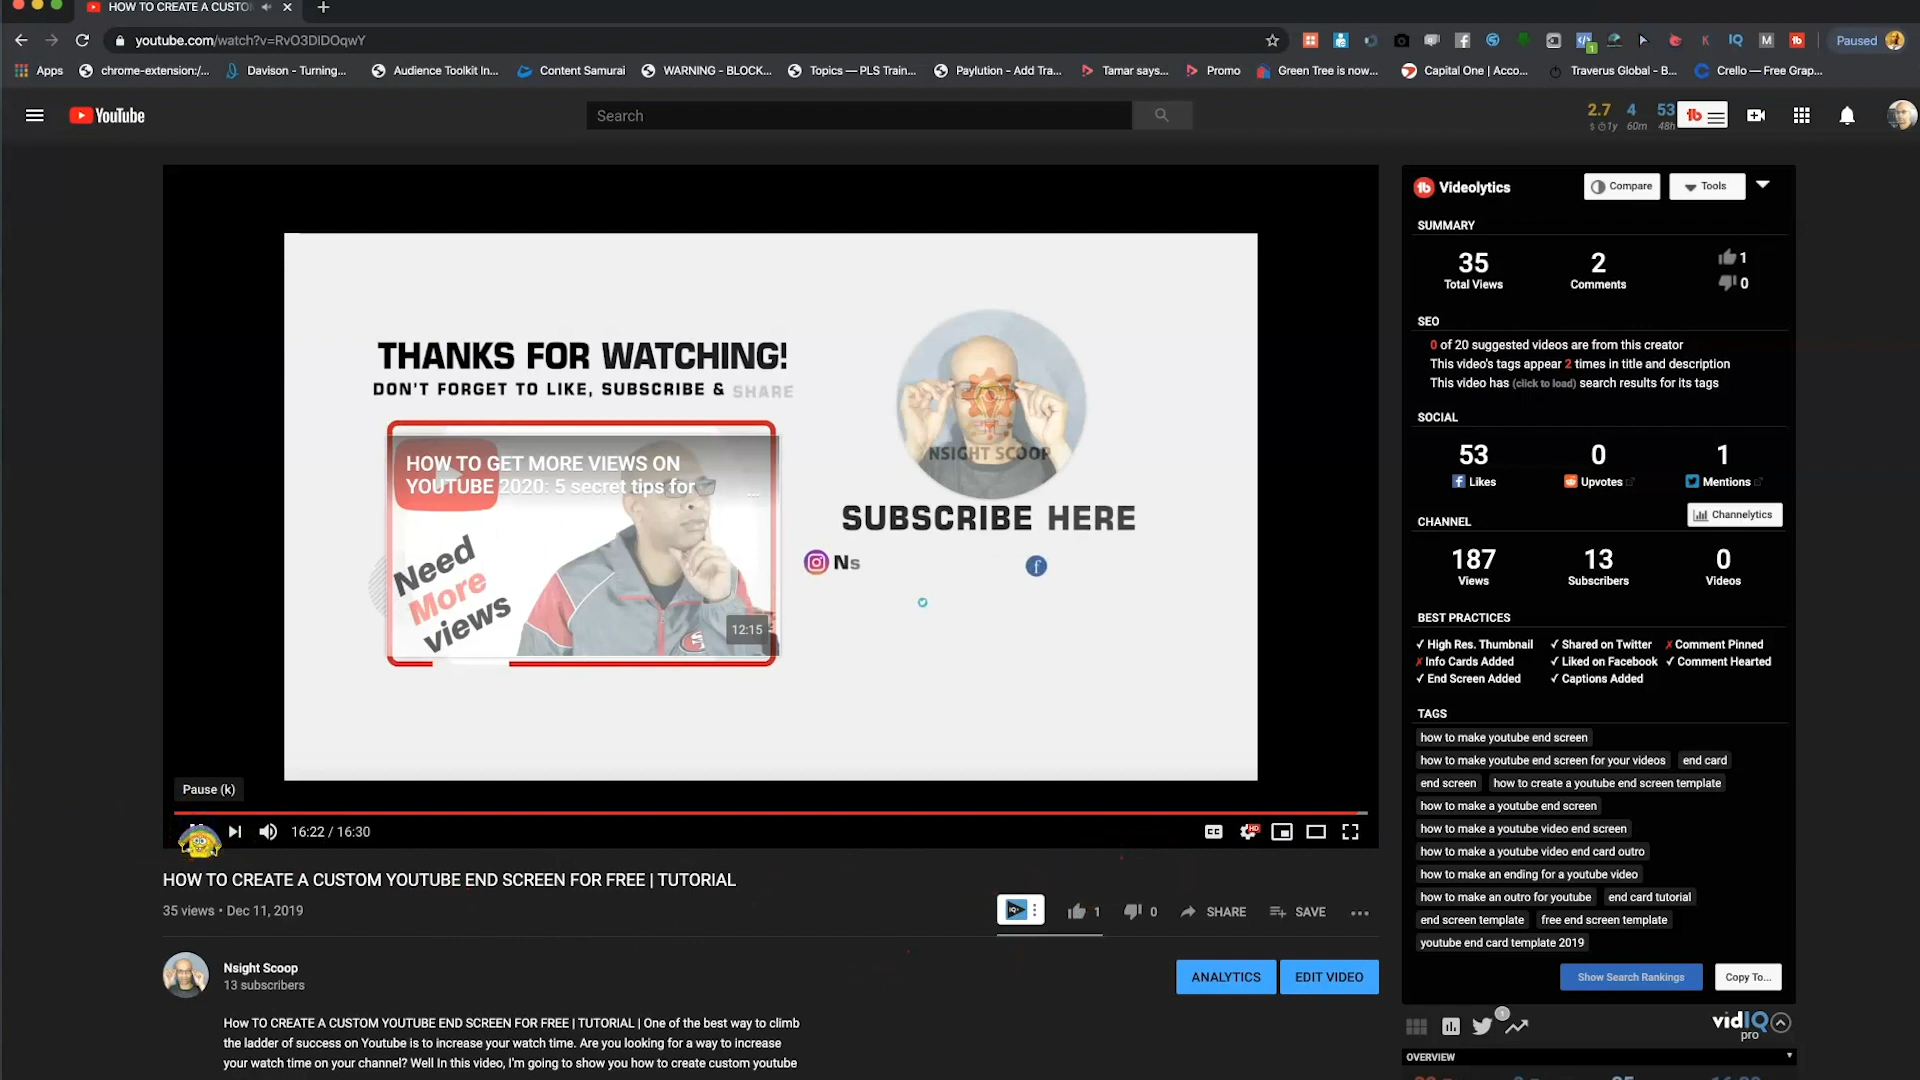 HOW TO CREATE A CUSTO
youtube.com/watch?v=RvO3DlDOqwY
1
Paused
Apps
chrome-extension:/...
Davison - Turning...
Audience Toolkit In...
Content Samurai
WARNING - BLOCK...
Topics — PLS Train...
Paylution - Add Tra...
Tamar says...
Promo
Green Tree is now...
Capital One | Acco...
Traverus Global - B...
Crello — Free Grap...
YouTube
Search
2.7 4 53
1y 60m 48h
THANKS FOR WATCHING!
DON'T FORGET TO LIKE, SUBSCRIBE & SHARE
HOW TO GET MORE VIEWS ON
YOUTUBE 2020: 5 secret tips for
Need
More
views
12:15
NSIGHT SCOOP
SUBSCRIBE HERE
Ns
Pause (k)
16:22 / 16:30
HOW TO CREATE A CUSTOM YOUTUBE END SCREEN FOR FREE | TUTORIAL
35 views • Dec 11, 2019
1
0
SHARE
SAVE
Nsight Scoop
13 subscribers
ANALYTICS
EDIT VIDEO
How TO CREATE A CUSTOM YOUTUBE END SCREEN FOR FREE | TUTORIAL | One of the best way to climb
the ladder of success on Youtube is to increase your watch time. Are you looking for a way to increase
your watch time on your channel? Well In this video, I'm going to show you how to create custom youtube
Videolytics
Compare
Tools
SUMMARY
35 2 1
Total Views Comments 0
SEO
0 of 20 suggested videos are from this creator
This video's tags appear 2 times in title and description
This video has (click to load) search results for its tags
SOCIAL
53 0 1
Likes Upvotes Mentions
CHANNEL
Channelytics
187 13 0
Views Subscribers Videos
BEST PRACTICES
✓ High Res. Thumbnail ✓ Shared on Twitter ✗ Comment Pinned
✗ Info Cards Added ✓ Liked on Facebook ✓ Comment Hearted
✓ End Screen Added ✓ Captions Added
TAGS
how to make youtube end screen
how to make youtube end screen for your videos end card
end screen how to create a youtube end screen template
how to make a youtube end screen
how to make a youtube video end screen
how to make a youtube video end card outro
how to make an ending for a youtube video
how to make an outro for youtube end card tutorial
end screen template free end screen template
youtube end card template 2019
Show Search Rankings
Copy To...
1
vidIQ
pro
OVERVIEW